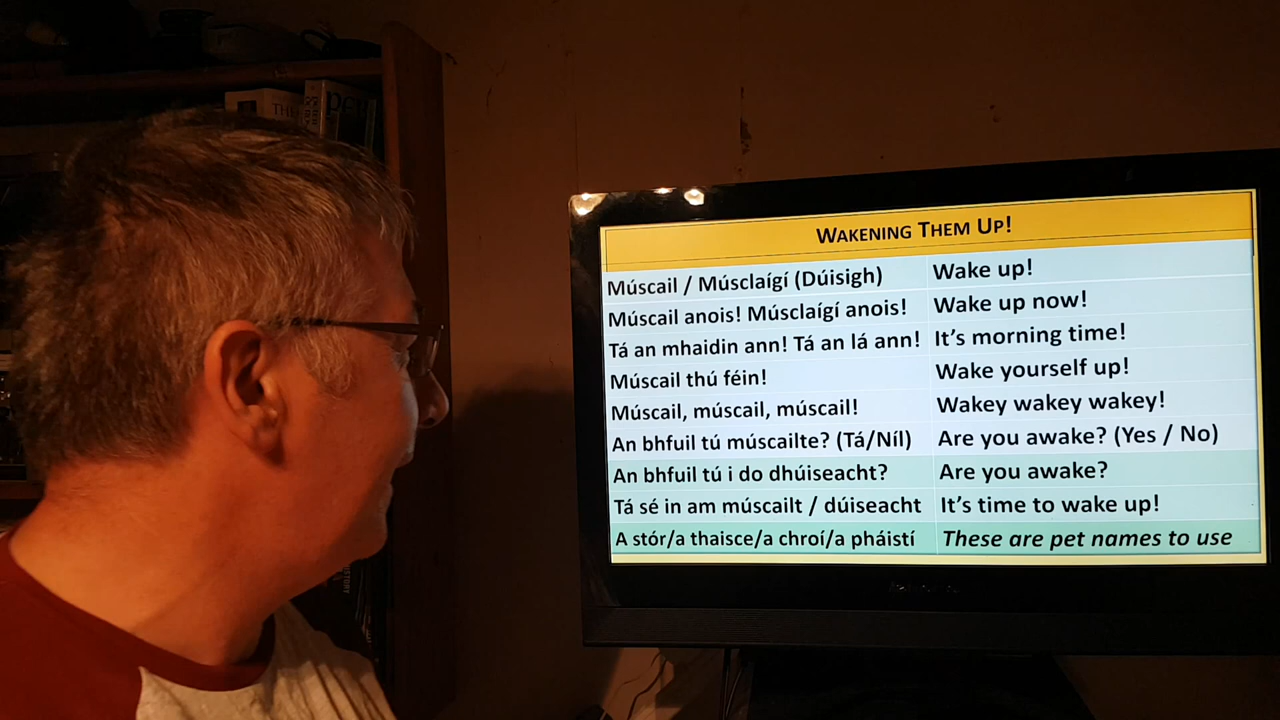 WAKENING THEM UP!
Múscail / Músclaígí (Dúisigh) Wake up!
Múscail anois! Músclaígí anois! Wake up now!
Tá an mhaidin ann! Tá an lá ann! It's morning time!
Múscail thú féin! Wake yourself up!
Múscail, múscail, múscail! Wakey wakey wakey!
An bhfuil tú múscailte? (Tá/Níl) Are you awake? (Yes / No)
An bhfuil tú i do dhúiseacht? Are you awake?
Tá sé in am múscailt / dúiseacht It's time to wake up!
A stór/a thaisce/a chroí/a pháistí These are pet names to use